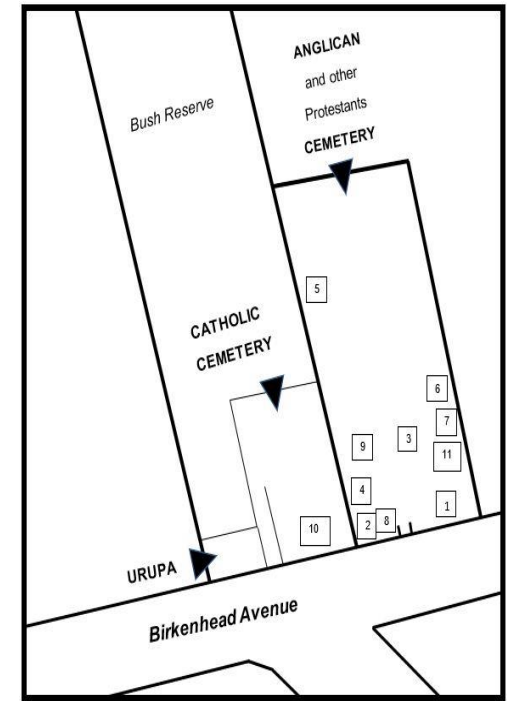 ANGLICAN
and other
Protestants
CEMETERY
Bush Reserve
5
CATHOLIC
CEMETERY
6
7
3
9
11
4
1
8
2
10
URUPA
Birkenhead Avenue